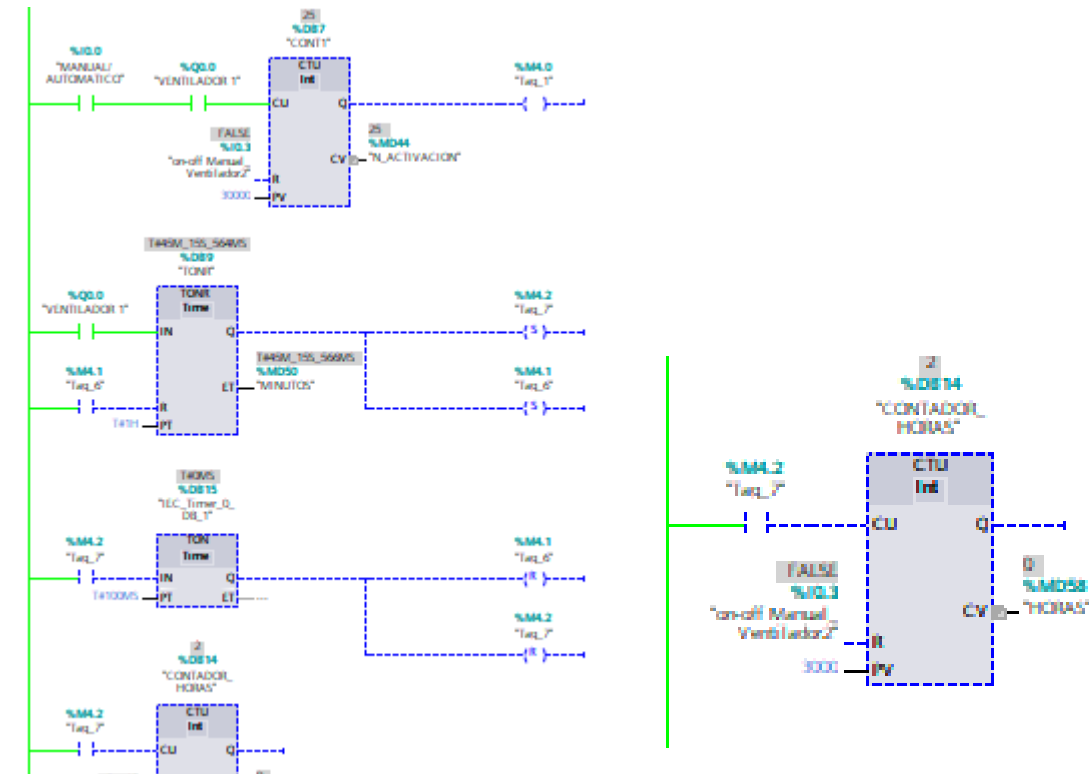 25
%DB7
"CONT1"
%I0.0
"MANUAL/
AUTOMATICO"
%Q0.0
"VENTILADOR 1"
CTU
Int
%M4.0
"Tag_1"
CU
Q
FALSE
%I0.3
"on-off Manual_
Ventilador2"
R
30000
PV
25
%MD44
CV
"N_ACTIVACION"
T#45M_15S_564MS
%DB9
"TONR"
%Q0.0
"VENTILADOR 1"
TONR
Time
%M4.2
"Tag_7"
IN
Q
S
%M4.1
"Tag_6"
T#45M_15S_566MS
%MD50
ET
"MINUTOS"
%M4.1
"Tag_6"
S
R
T#1H
PT
T#0MS
%DB15
"IEC_Timer_0_
DB_1"
%M4.2
"Tag_7"
TON
Time
%M4.1
"Tag_6"
IN
Q
R
T#100MS
PT
ET
%M4.2
"Tag_7"
R
2
%DB14
"CONTADOR_
HORAS"
%M4.2
"Tag_7"
CTU
Int
CU
Q
2
%DB14
"CONTADOR_
HORAS"
%M4.2
"Tag_7"
CTU
Int
CU
Q
FALSE
%I0.3
"on-off Manual_
Ventilador2"
R
3000
PV
0
%MD58
CV
"HORAS"